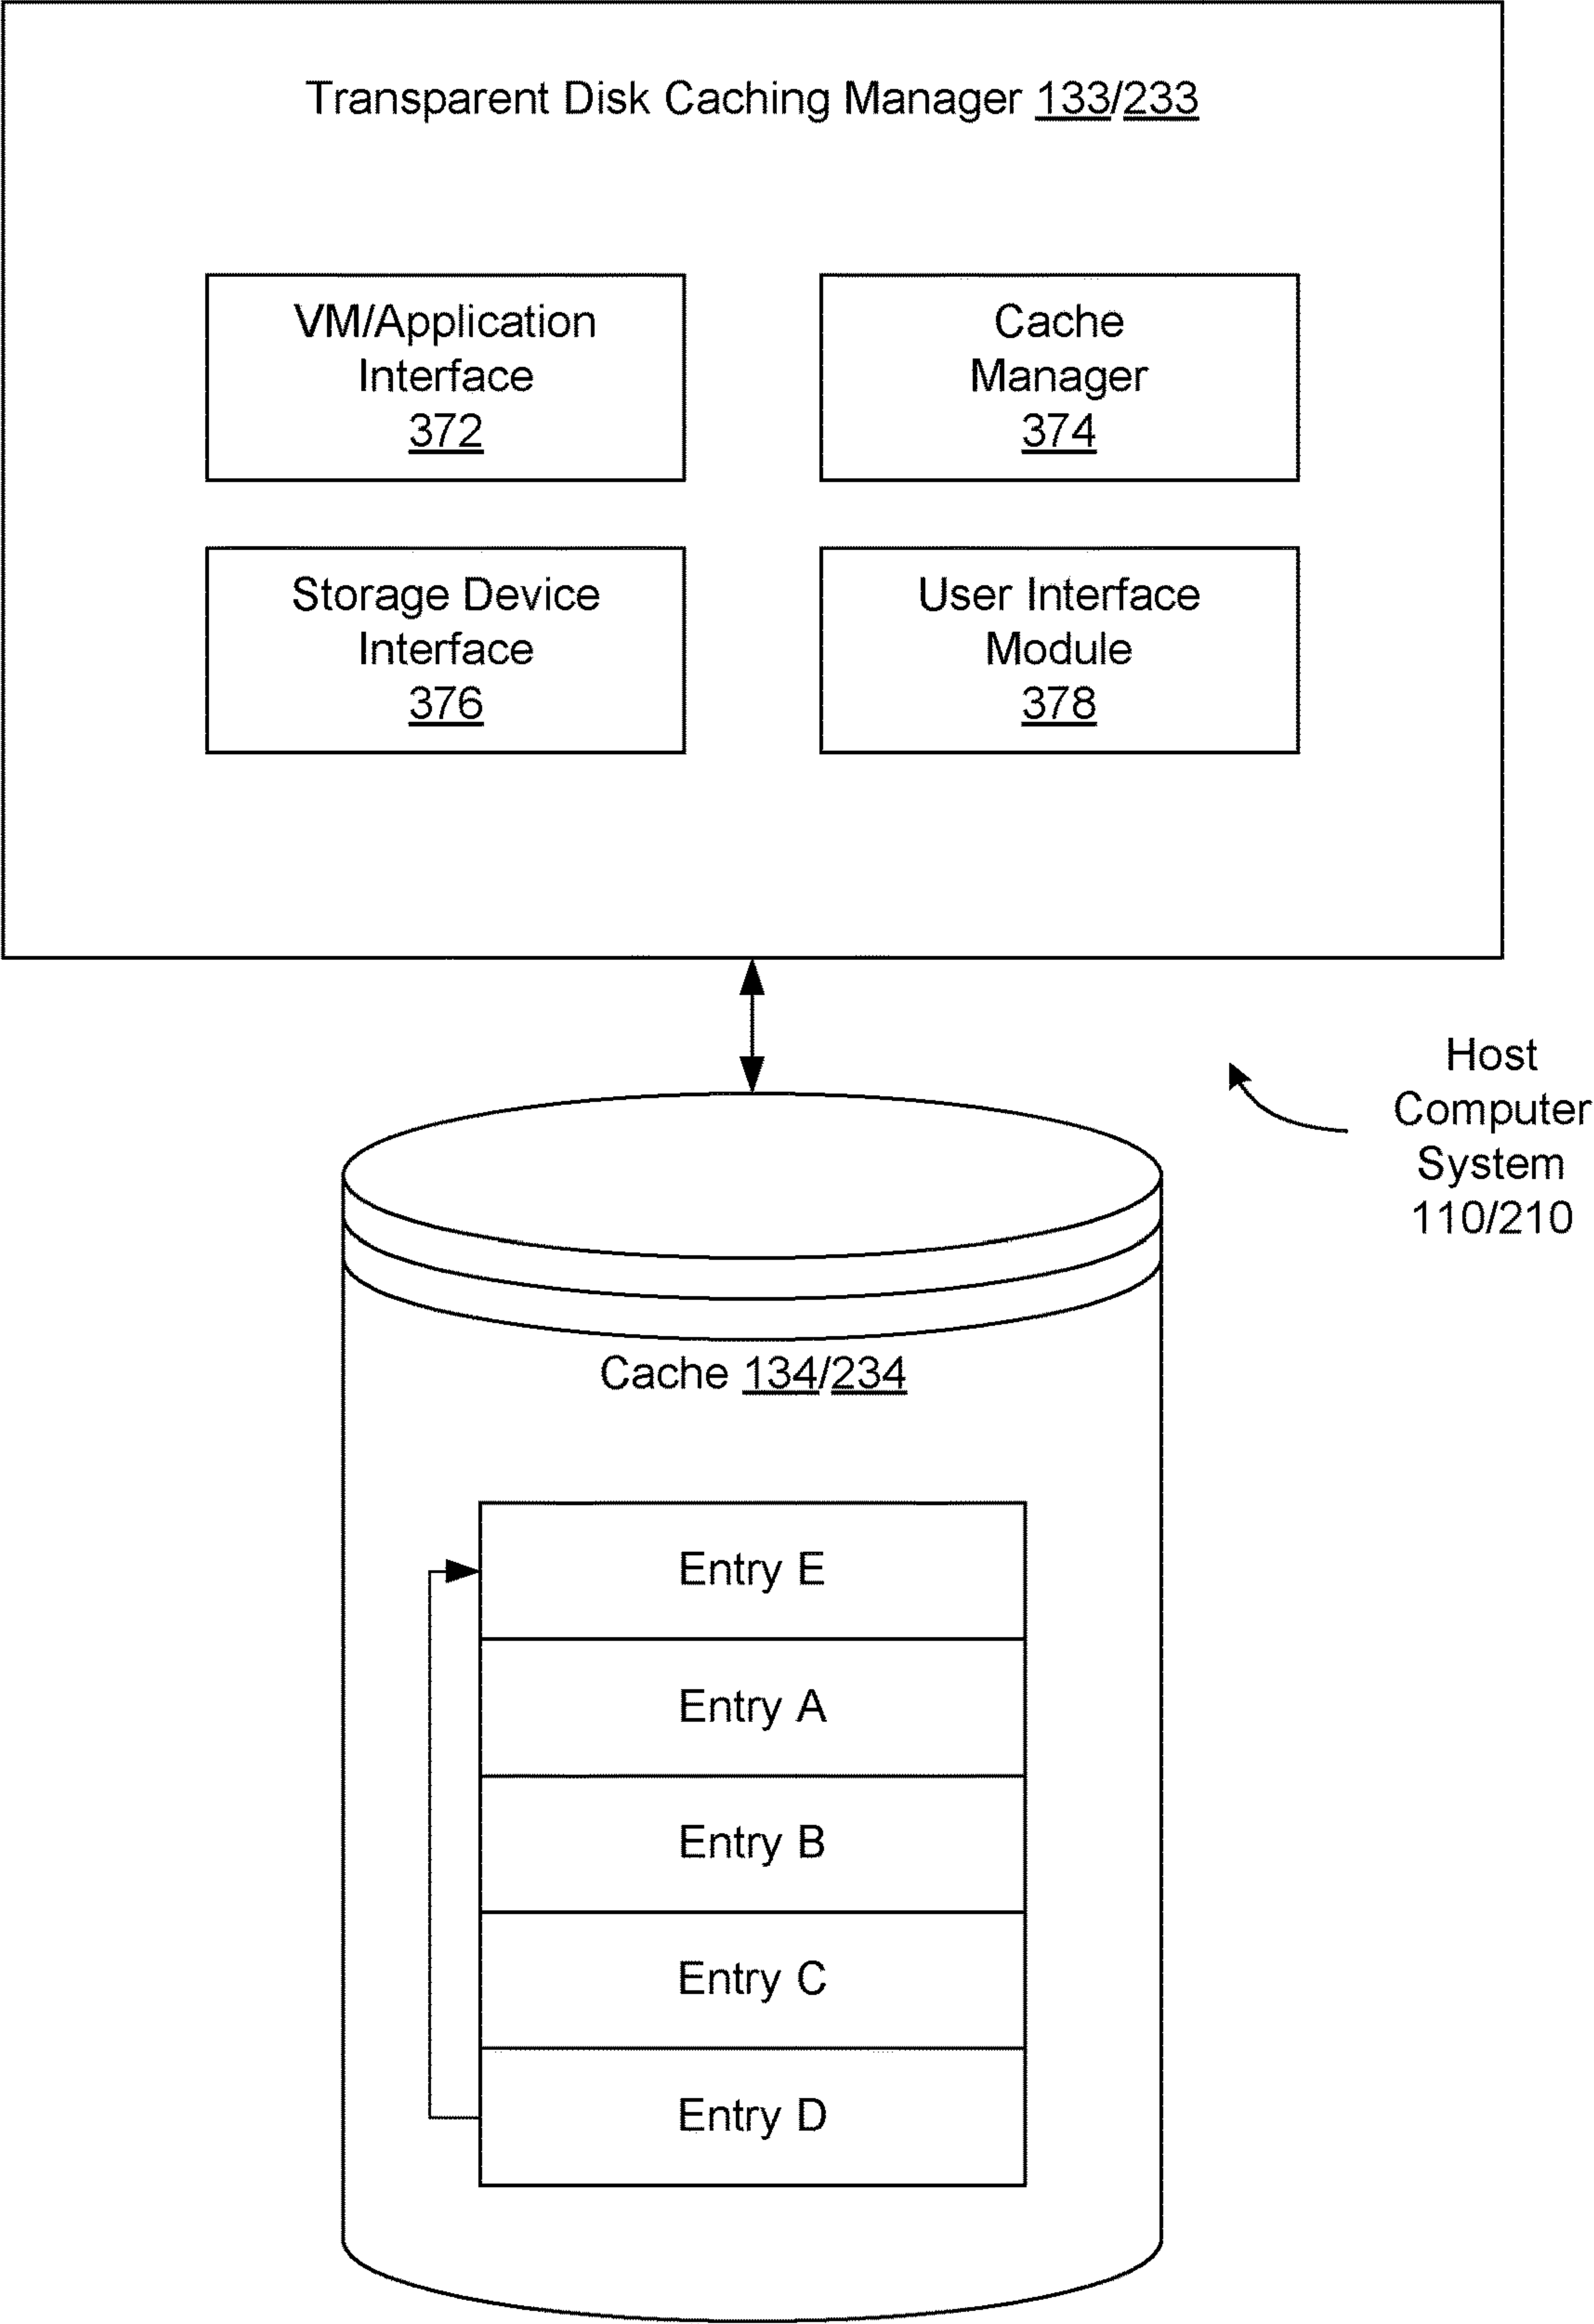 Transparent Disk Caching Manager 133/233
VM/Application
Interface
372
Cache
Manager
374
Storage Device
Interface
376
User Interface
Module
378
Host
Computer
System
110/210
Cache 134/234
Entry E
Entry A
Entry B
Entry C
Entry D